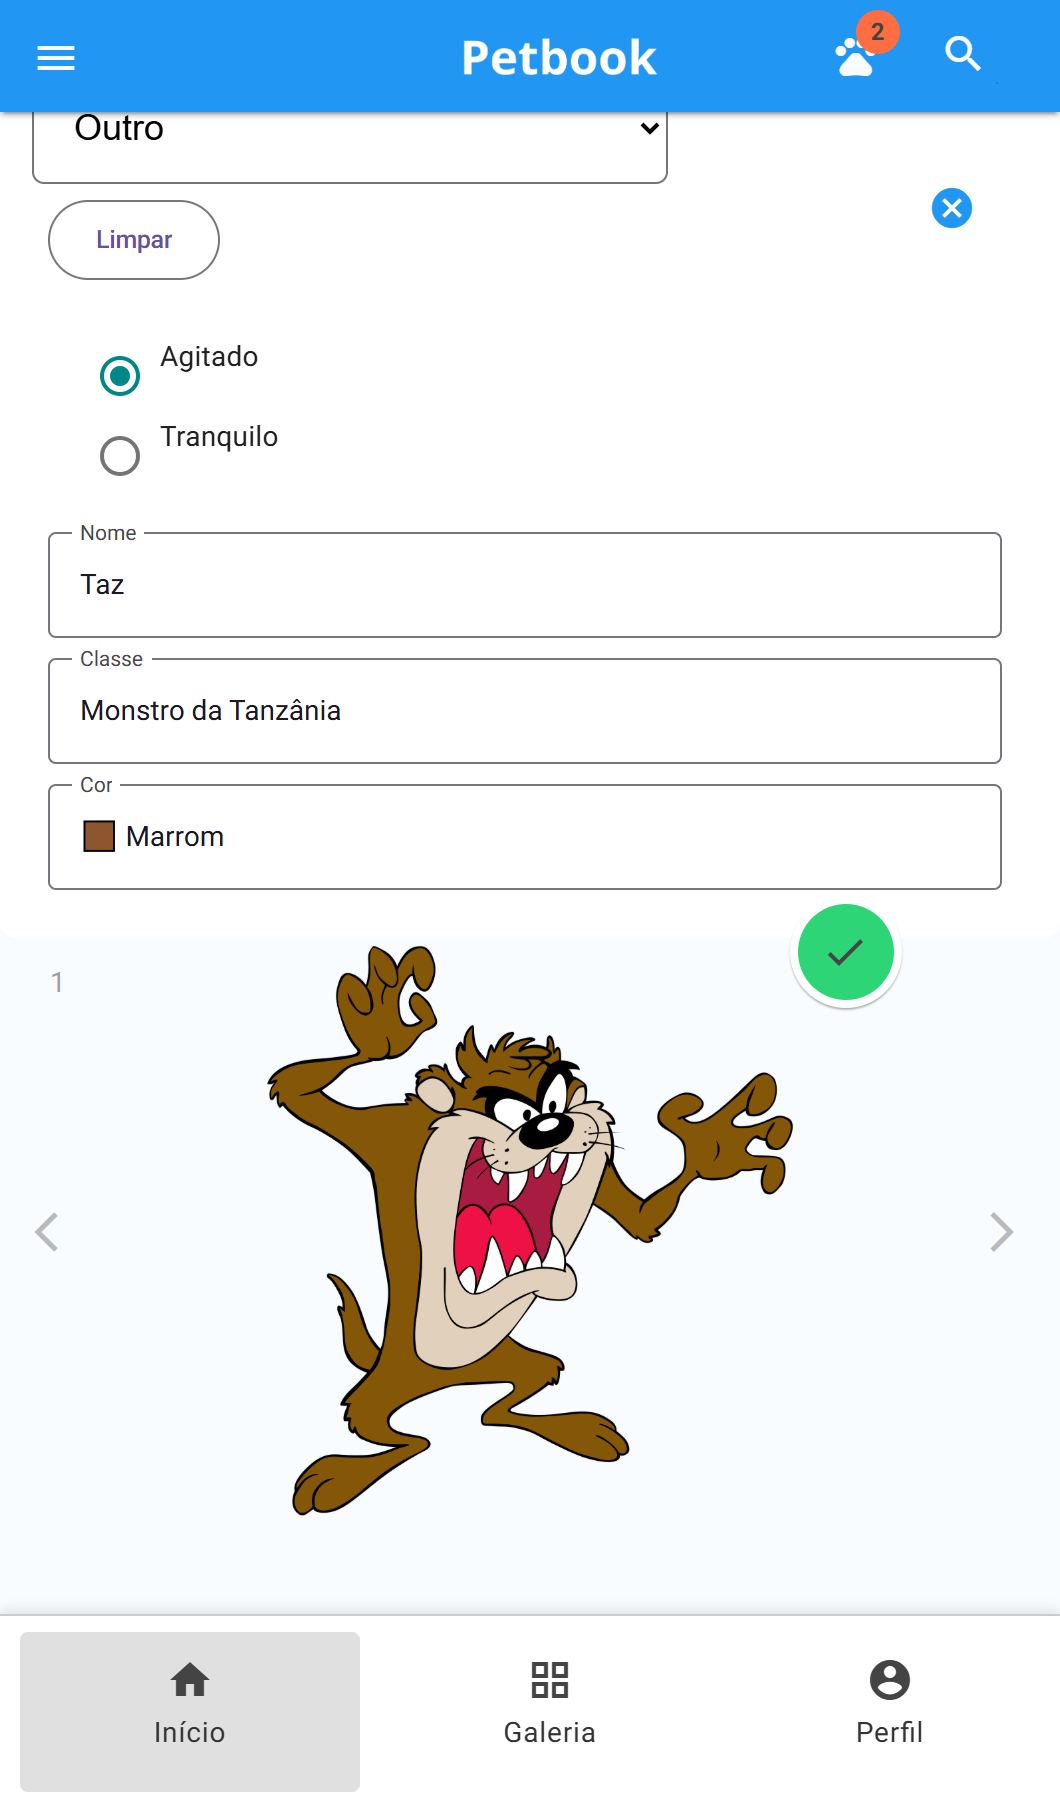 Petbook
2
Outro
Limpar
Agitado
Tranquilo
Nome
Taz
Classe
Monstro da Tanzânia
Cor
Marrom
1
Início
Galeria
Perfil